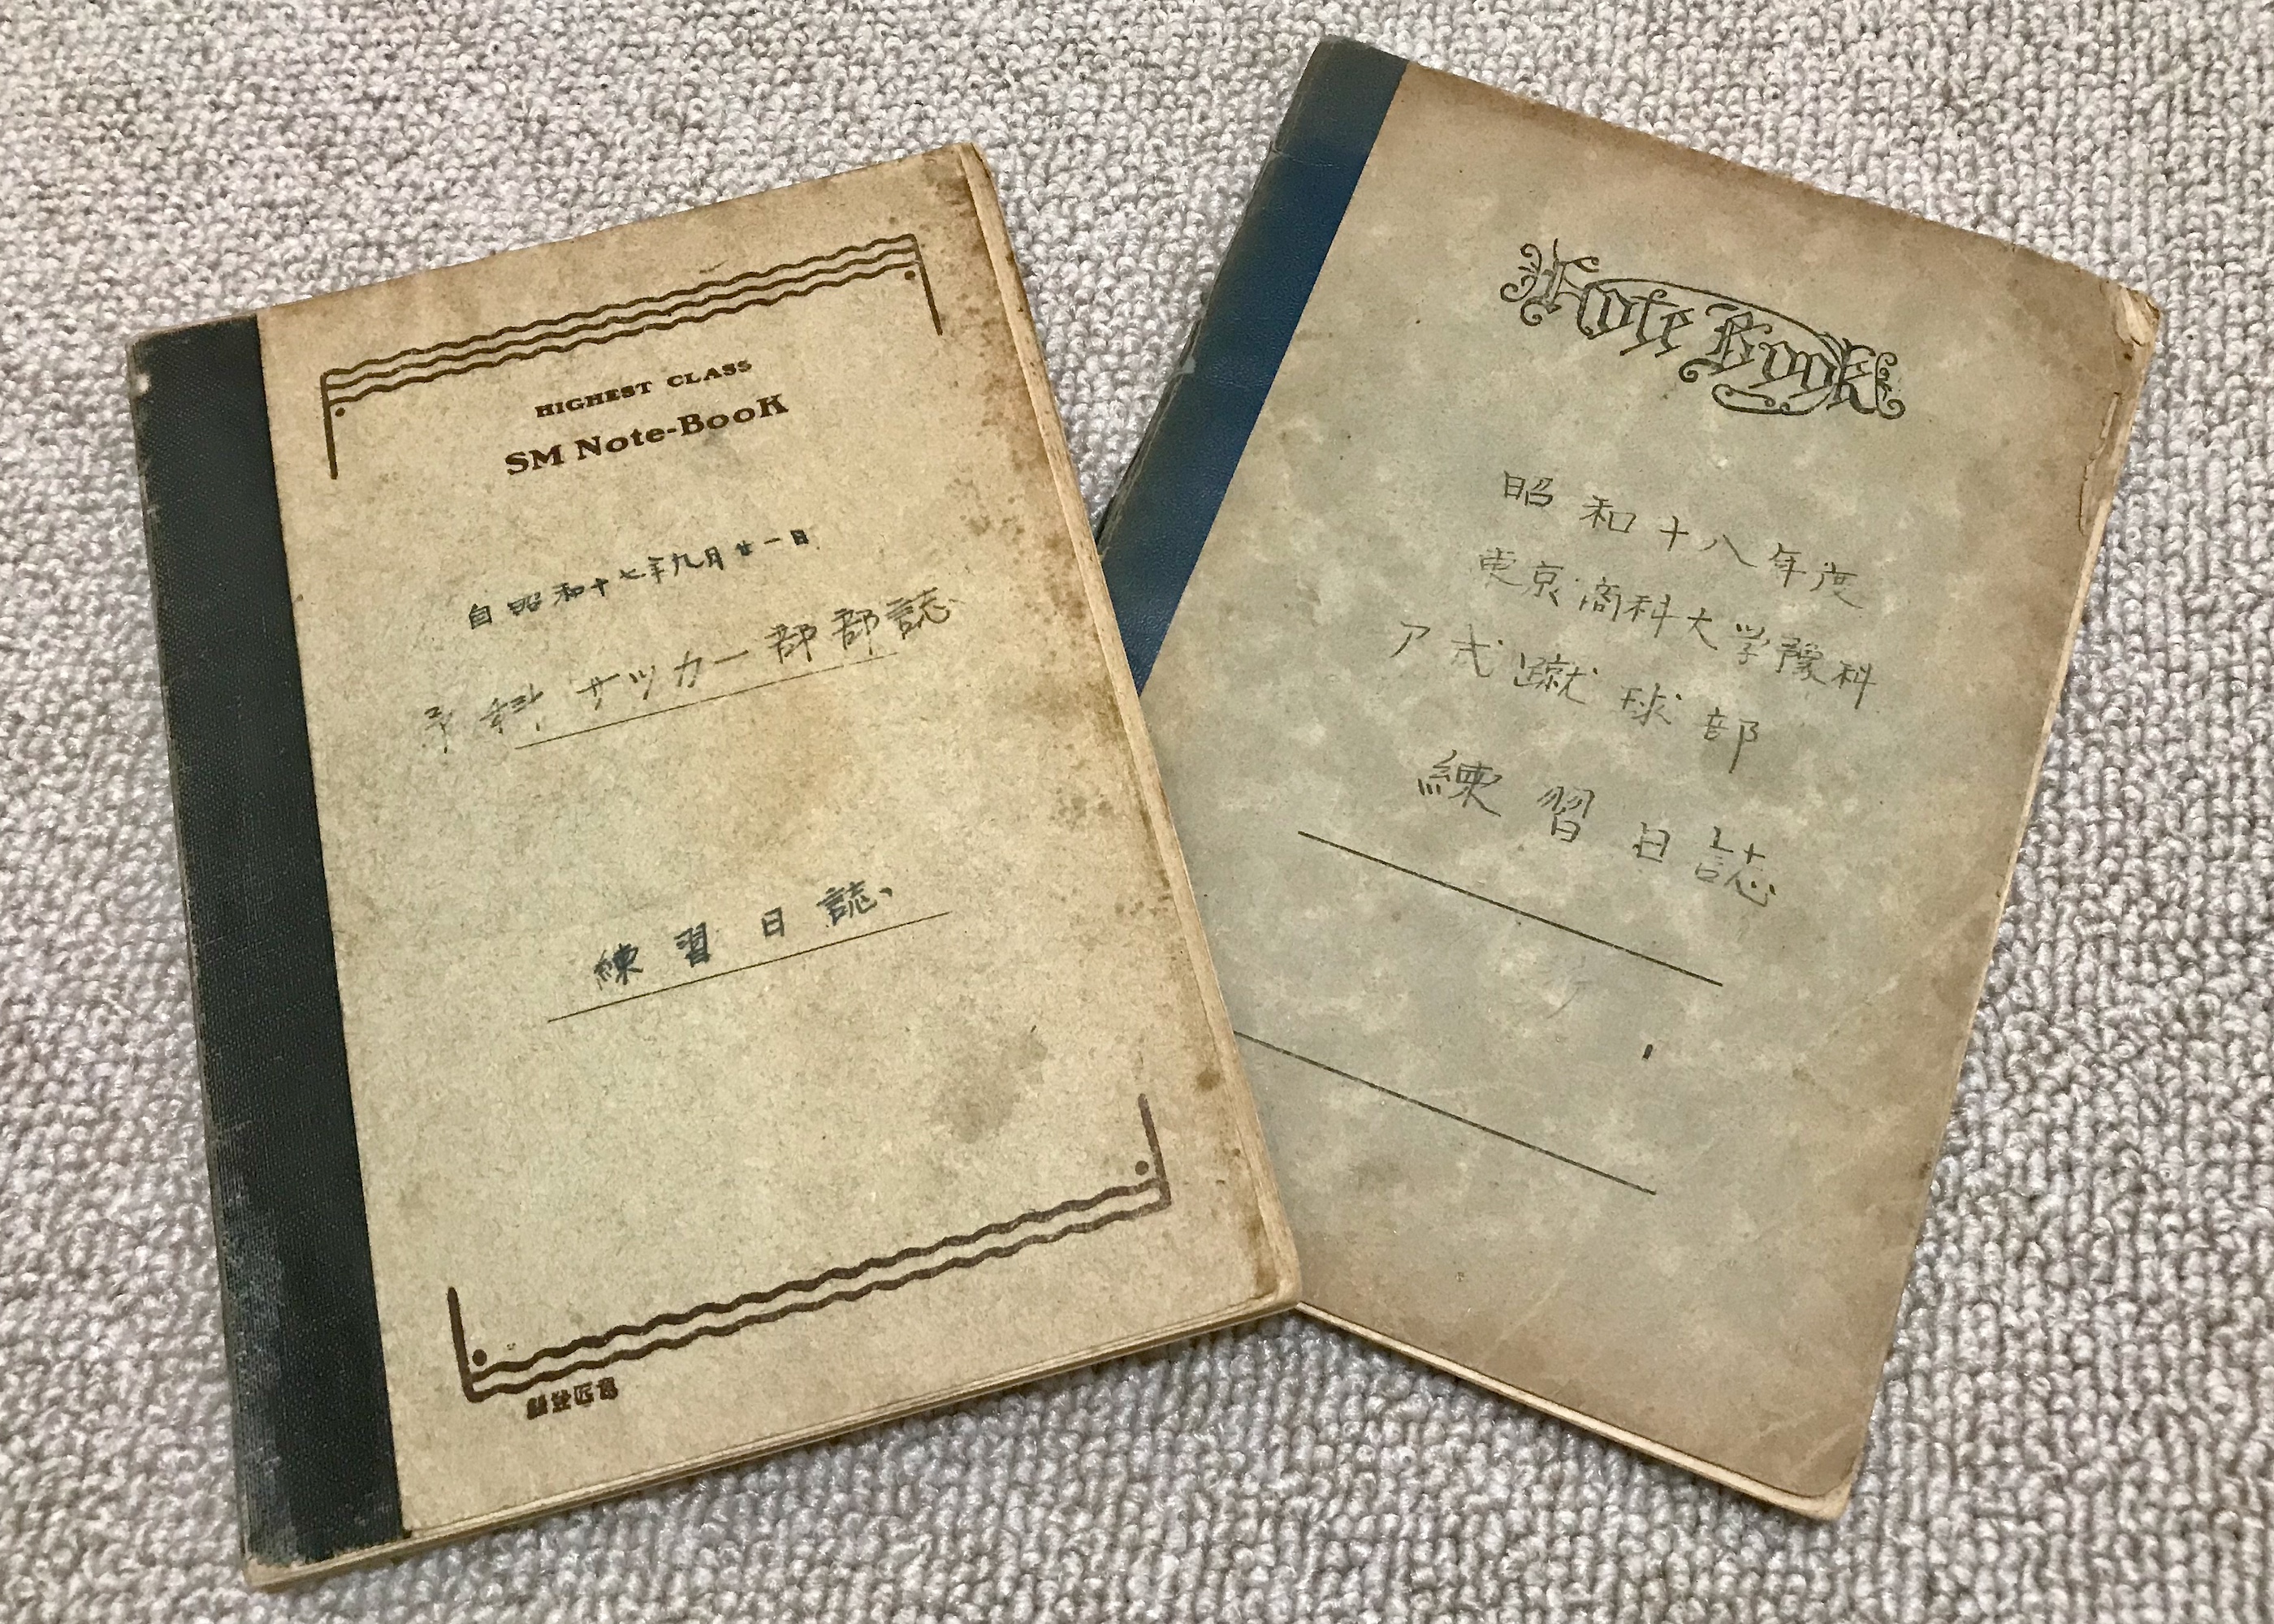 HIGHEST CLASS
SM Note-Book
自昭和十七年九月廿一日
予科サッカー部部誌
練習日誌
Note Book
昭和十八年度
東京商科大学豫科
ア式蹴球部
練習日誌